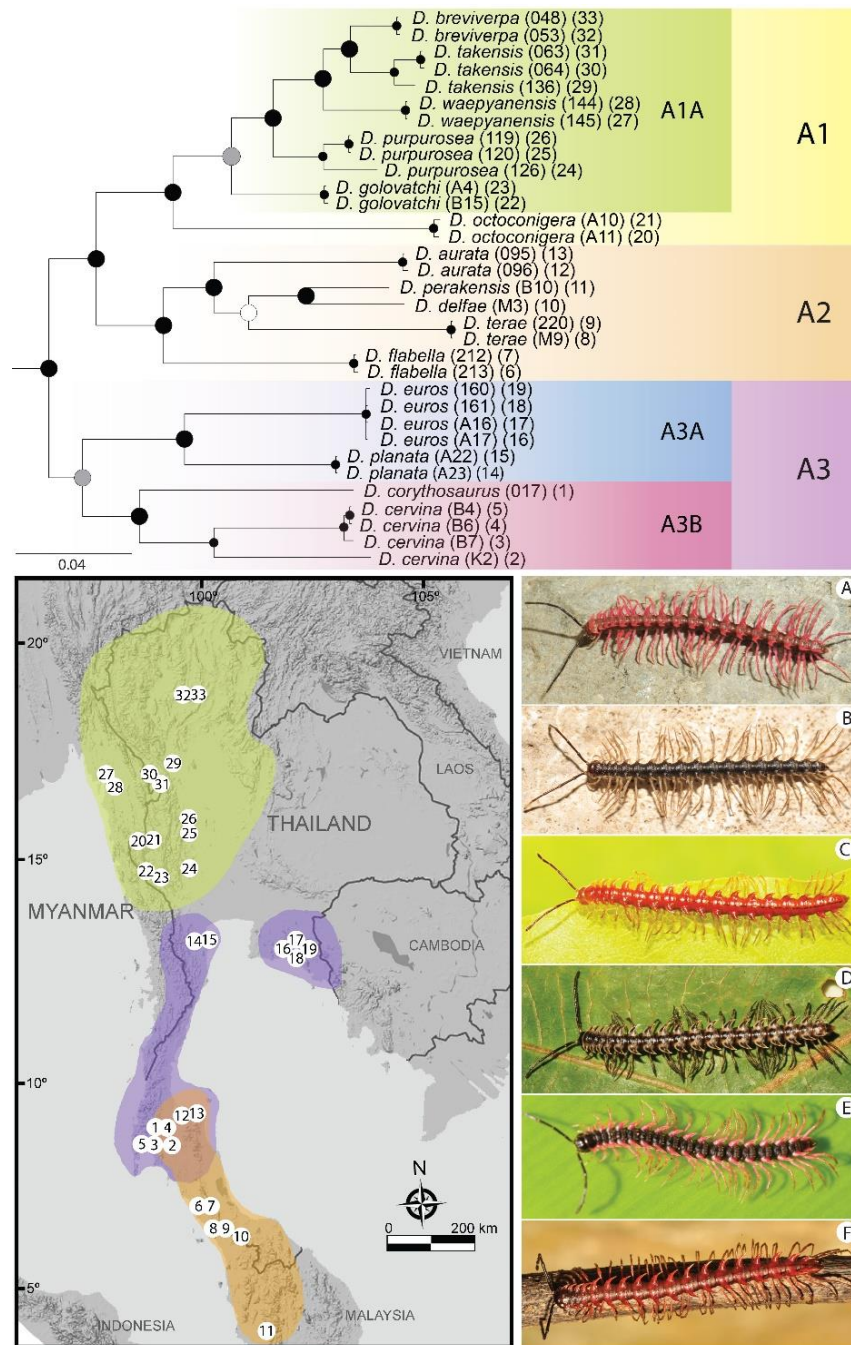 D. breviverpa (048) (33)
D. breviverpa (053) (32)
D. takensis (063) (31)
D. takensis (064) (30)
D. takensis (136) (29)
D. waepyanensis (144) (28)
D. waepyanensis (145) (27)
D. purpurosea (119) (26)
D. purpurosea (120) (25)
D. purpurosea (126) (24)
D. golovatchi (A4) (23)
D. golovatchi (B15) (22)
D. octoconigera (A10) (21)
D. octoconigera (A11) (20)
A1A
A1
D. aurata (095) (13)
D. aurata (096) (12)
D. perakensis (B10) (11)
D. delfae (M3) (10)
D. terae (220) (9)
D. terae (M9) (8)
D. flabella (212) (7)
D. flabella (213) (6)
A2
D. euros (160) (19)
D. euros (161) (18)
D. euros (A16) (17)
D. euros (A17) (16)
D. planata (A22) (15)
D. planata (A23) (14)
A3A
A3
D. corythosaurus (017) (1)
D. cervina (B4) (5)
D. cervina (B6) (4)
D. cervina (B7) (3)
D. cervina (K2) (2)
A3B
0.04
100° 105°
20°
VIETNAM
32 33
LAOS
29
27 30
28 31
26
THAILAND
20 21 25
15°
22 23 24
MYANMAR
14 15
17
16 19
18
CAMBODIA
10°
12 13
1 4
5 3 2
6 7
8 9 10
N
0 200 km
5°
11
INDONESIA
MALAYSIA
A
B
C
D
E
F